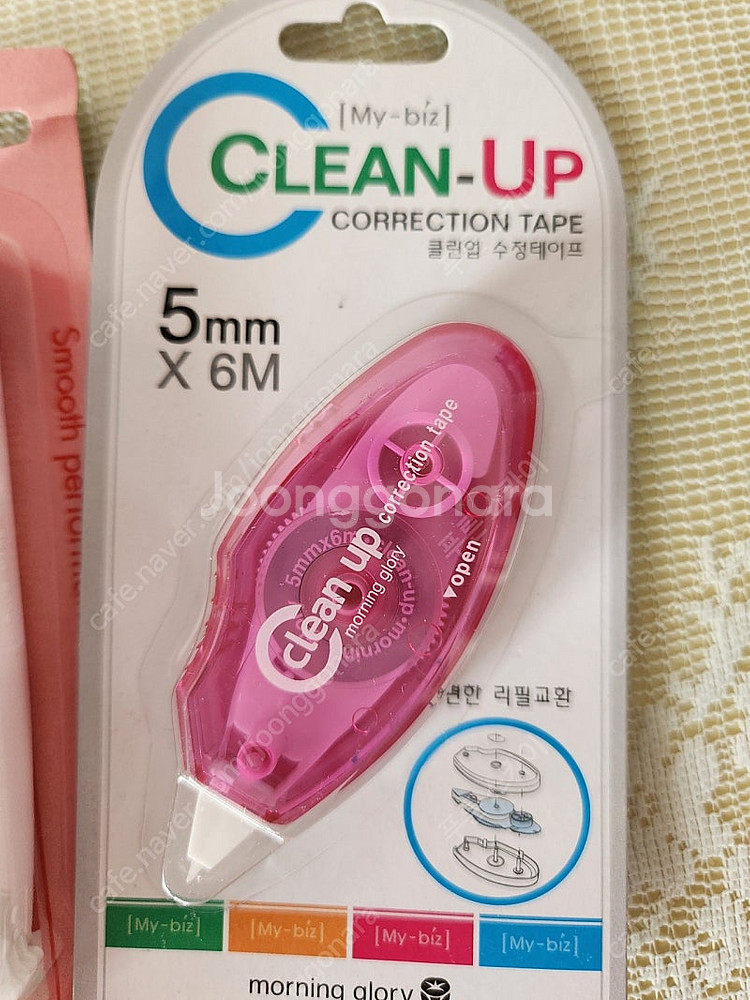 [My-biz]
CLEAN-UP
CORRECTION TAPE
클린업 수정테이프
5mm
X 6M
Smooth
correction tape
clean up
morning glory
5mmx6m
open
편한 리필교환
Joonggonara
[My-biz] [My-biz] [My-biz] [My-biz]
morning glory